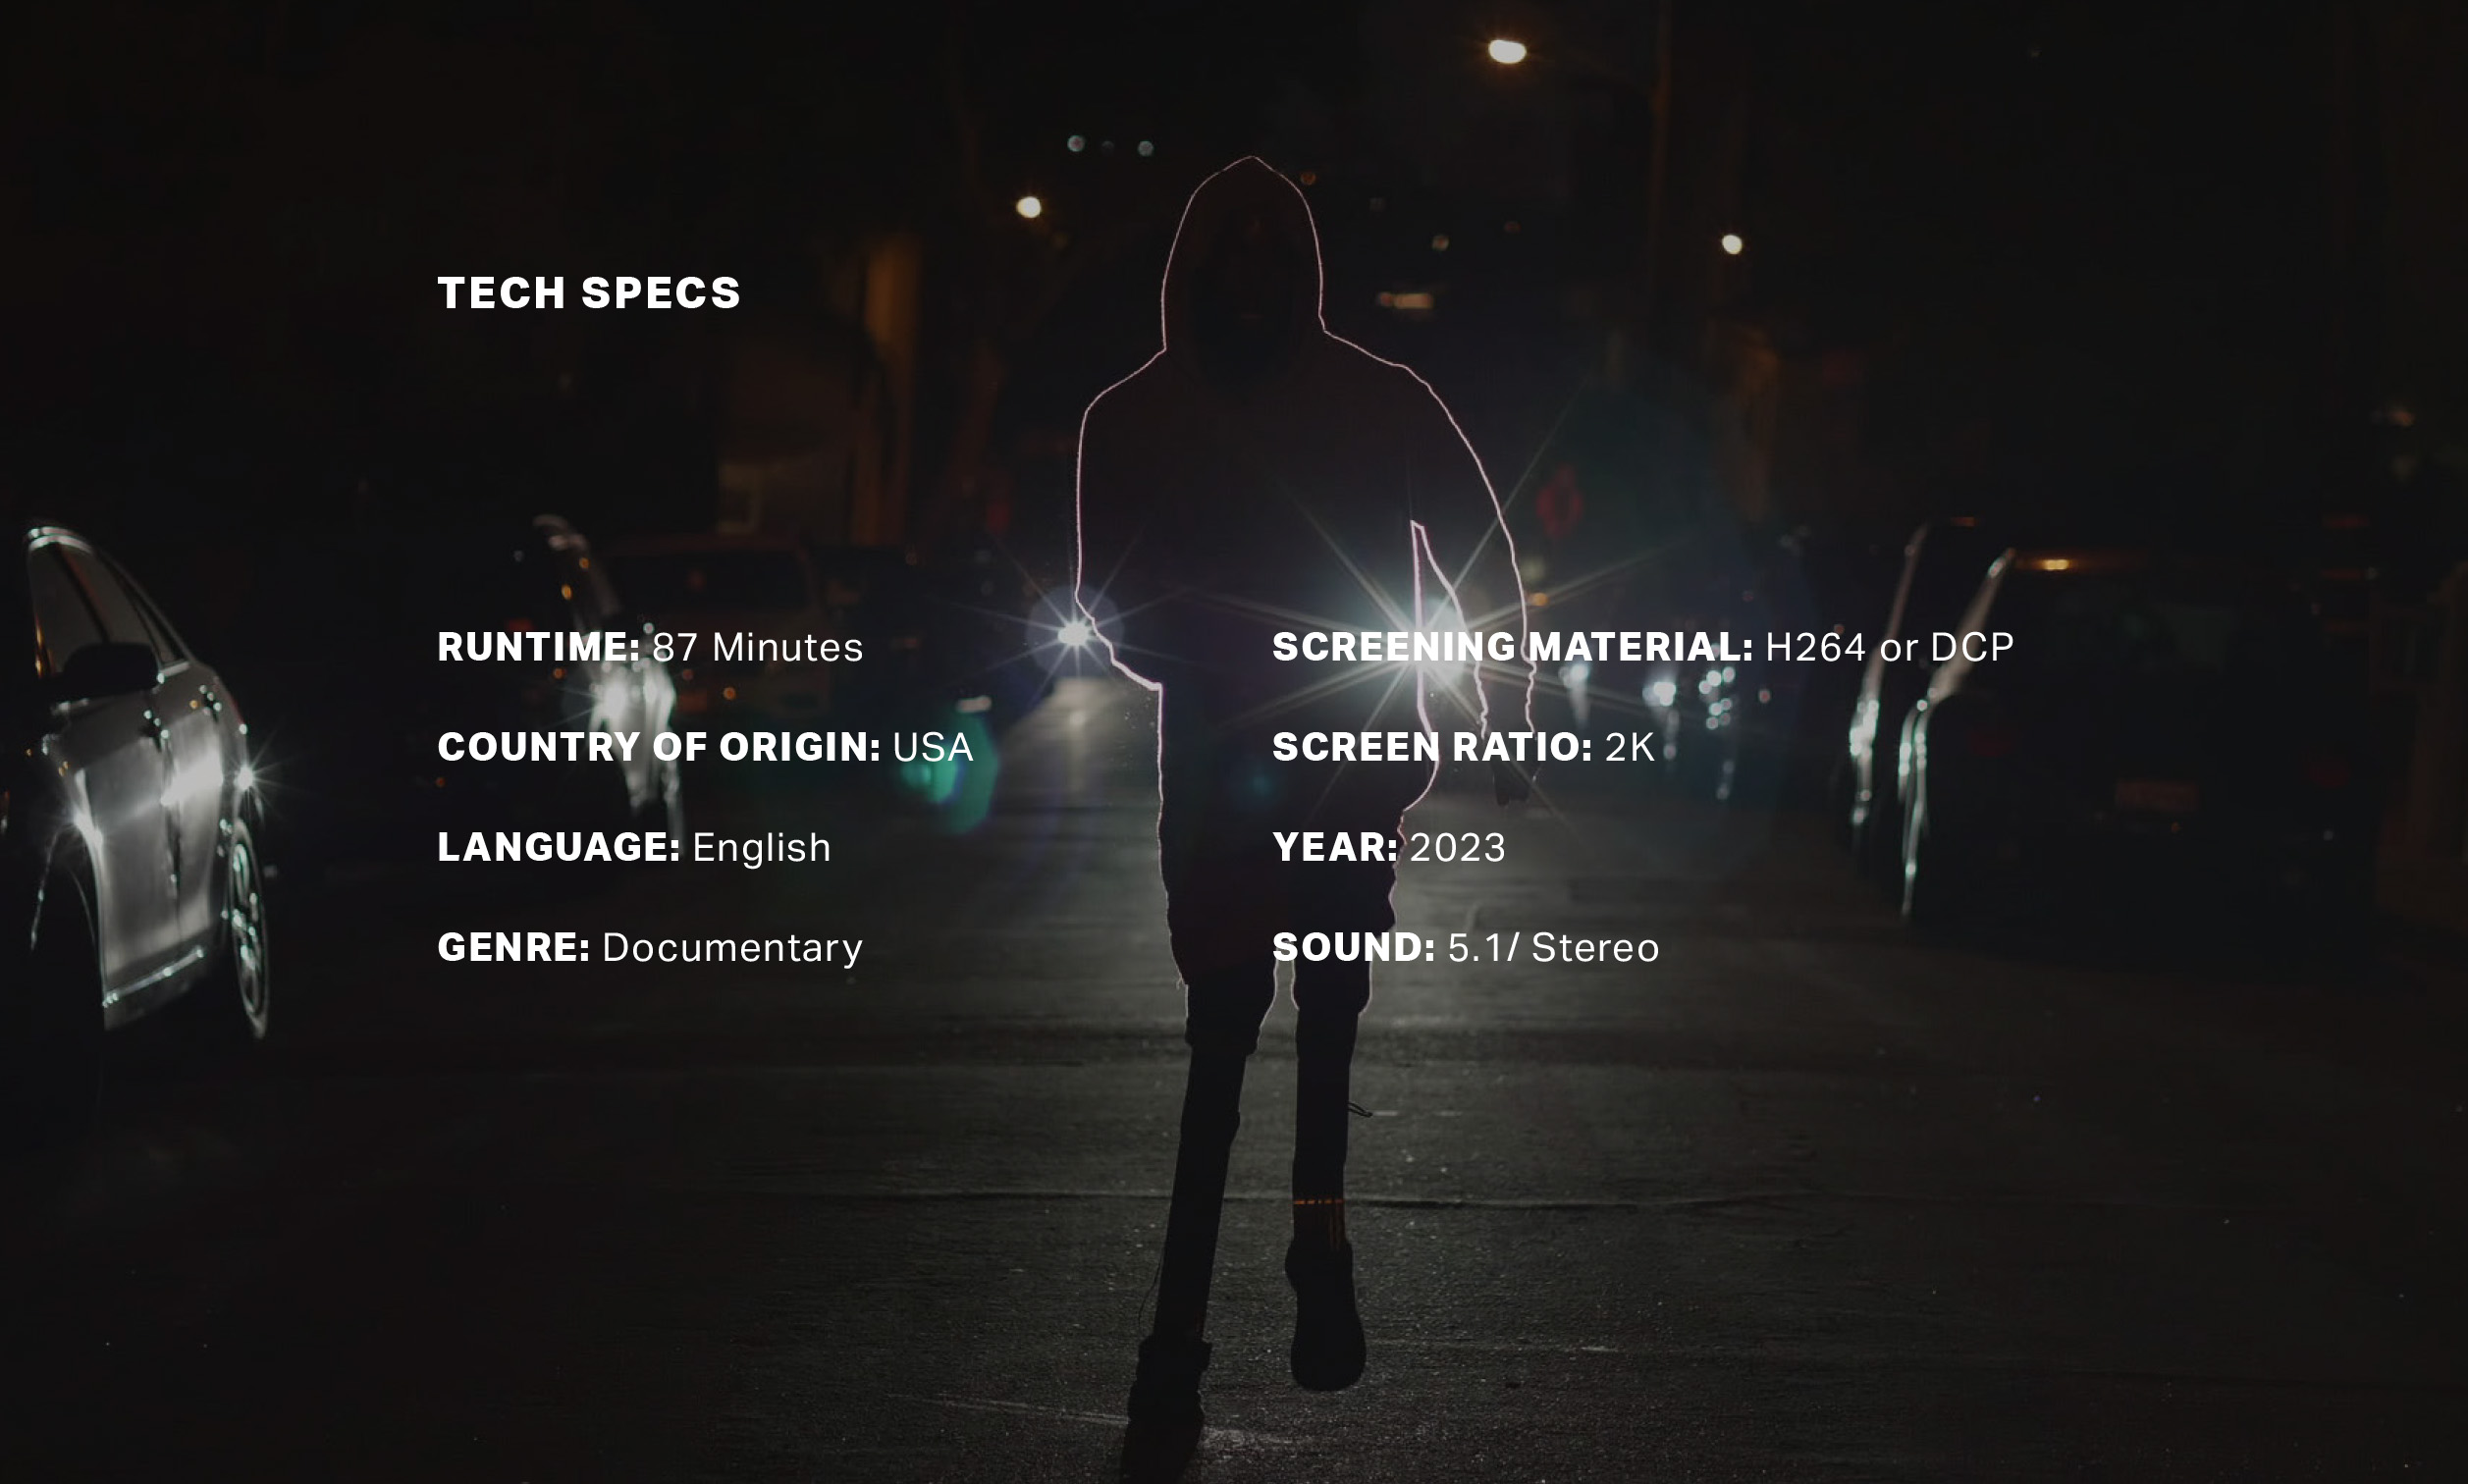 TECH SPECS
RUNTIME: 87 Minutes
COUNTRY OF ORIGIN: USA
LANGUAGE: English
GENRE: Documentary
SCREENING MATERIAL: H264 or DCP
SCREEN RATIO: 2K
YEAR: 2023
SOUND: 5.1/ Stereo